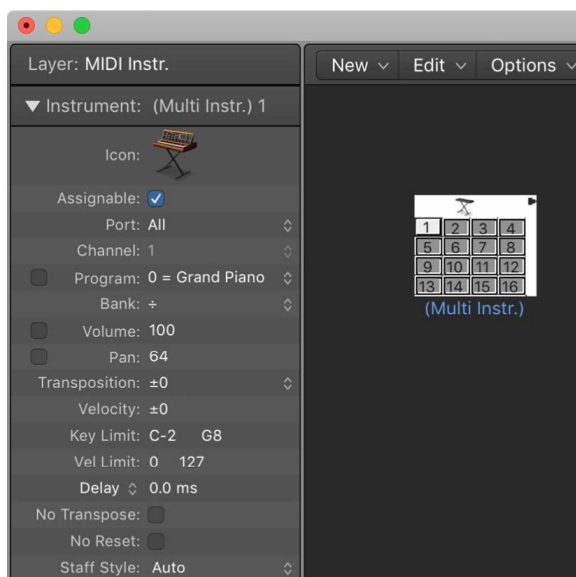 Layer: MIDI Instr.
New Edit Options
Instrument: (Multi Instr.) 1
Icon:
Assignable:
Port: All
Channel: 1
Program: 0 = Grand Piano
Bank: ÷
Volume: 100
Pan: 64
Transposition: ±0
Velocity: ±0
Key Limit: C-2 G8
Vel Limit: 0 127
Delay 0.0 ms
No Transpose:
No Reset:
Staff Style: Auto
1 2 3 4
5 6 7 8
9 10 11 12
13 14 15 16
(Multi Instr.)